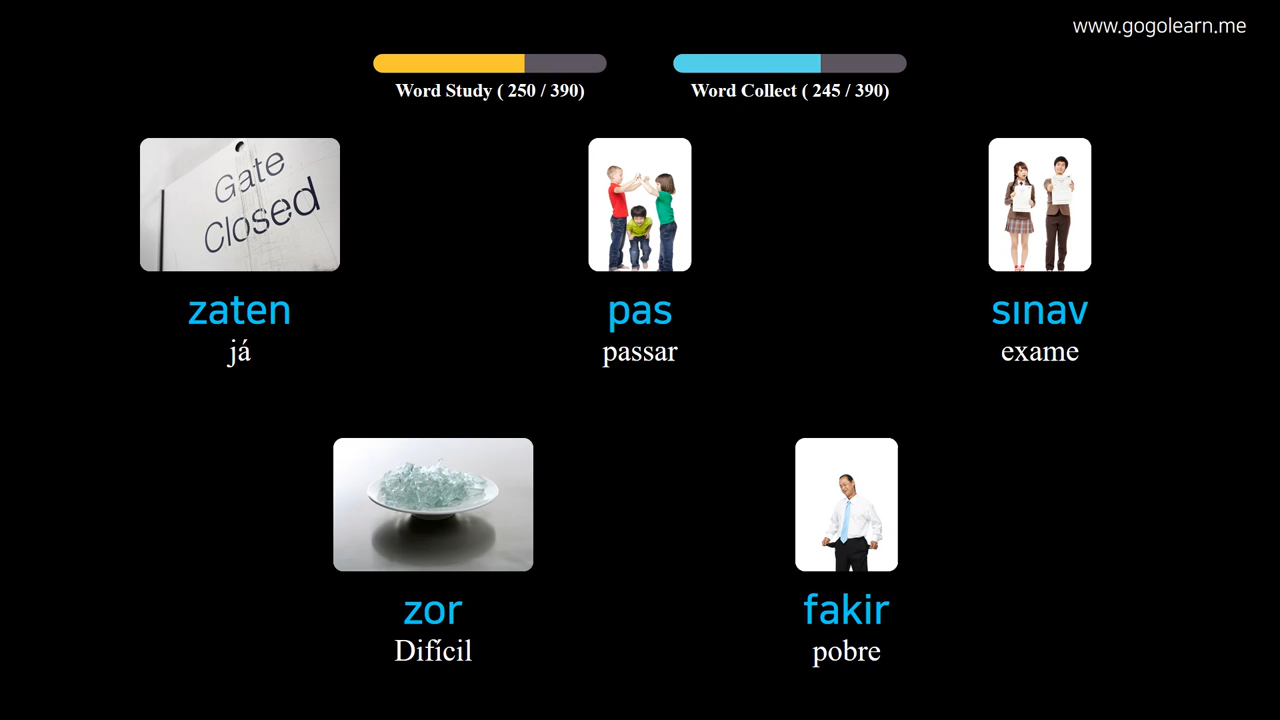 www.gogolearn.me
Word Study ( 250 / 390)
Word Collect ( 245 / 390)
Gate
Closed
zaten
já
pas
passar
sınav
exame
zor
Difícil
fakir
pobre